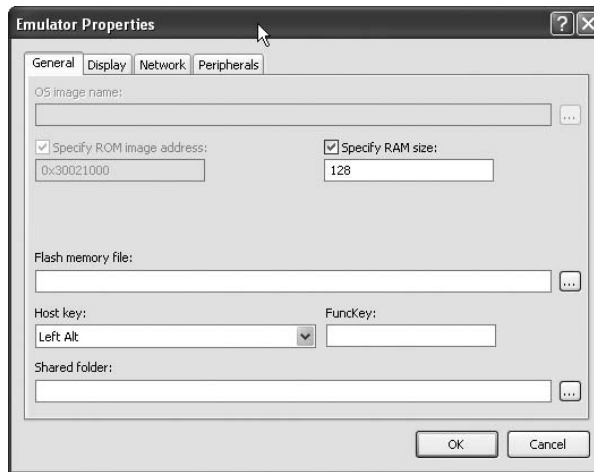 Emulator Properties
General Display Network Peripherals
OS image name:
...
Specify ROM image address: Specify RAM size:
0x30021000 128
Flash memory file:
...
Host key: FuncKey:
Left Alt
Shared folder:
...
OK Cancel